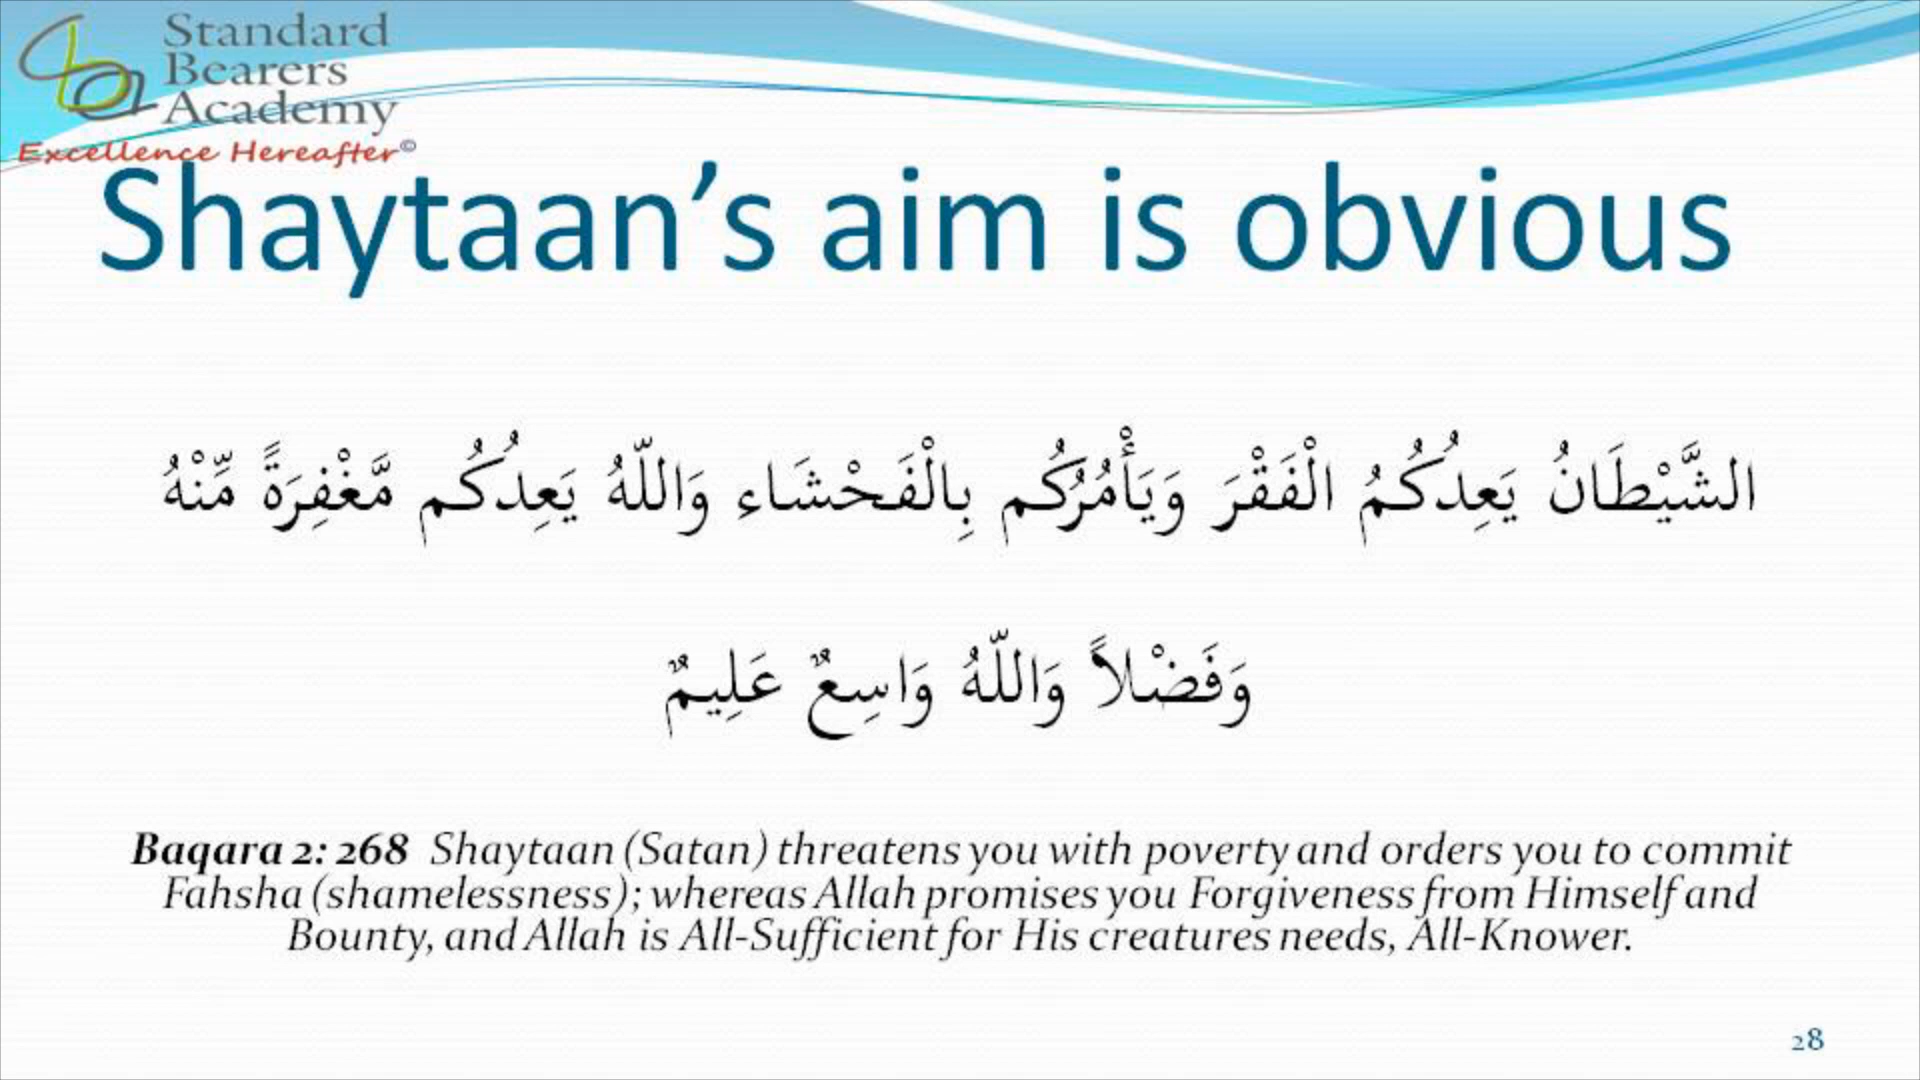 Standard
Bearers
Academy
Excellence Hereafter©
Shaytaan’s aim is obvious
الشَّيْطَانُ يَعِدُكُمُ الْفَقْرَ وَيَأْمُرُكُم بِالْفَحْشَاء وَاللّهُ يَعِدُكُم مَّغْفِرَةً مِّنْهُ
وَفَضْلاً وَاللّهُ وَاسِعٌ عَلِيمٌ
Baqara 2: 268 Shaytaan (Satan) threatens you with poverty and orders you to commit
Fahsha (shamelessness); whereas Allah promises you Forgiveness from Himself and
Bounty, and Allah is All-Sufficient for His creatures needs, All-Knower.
28